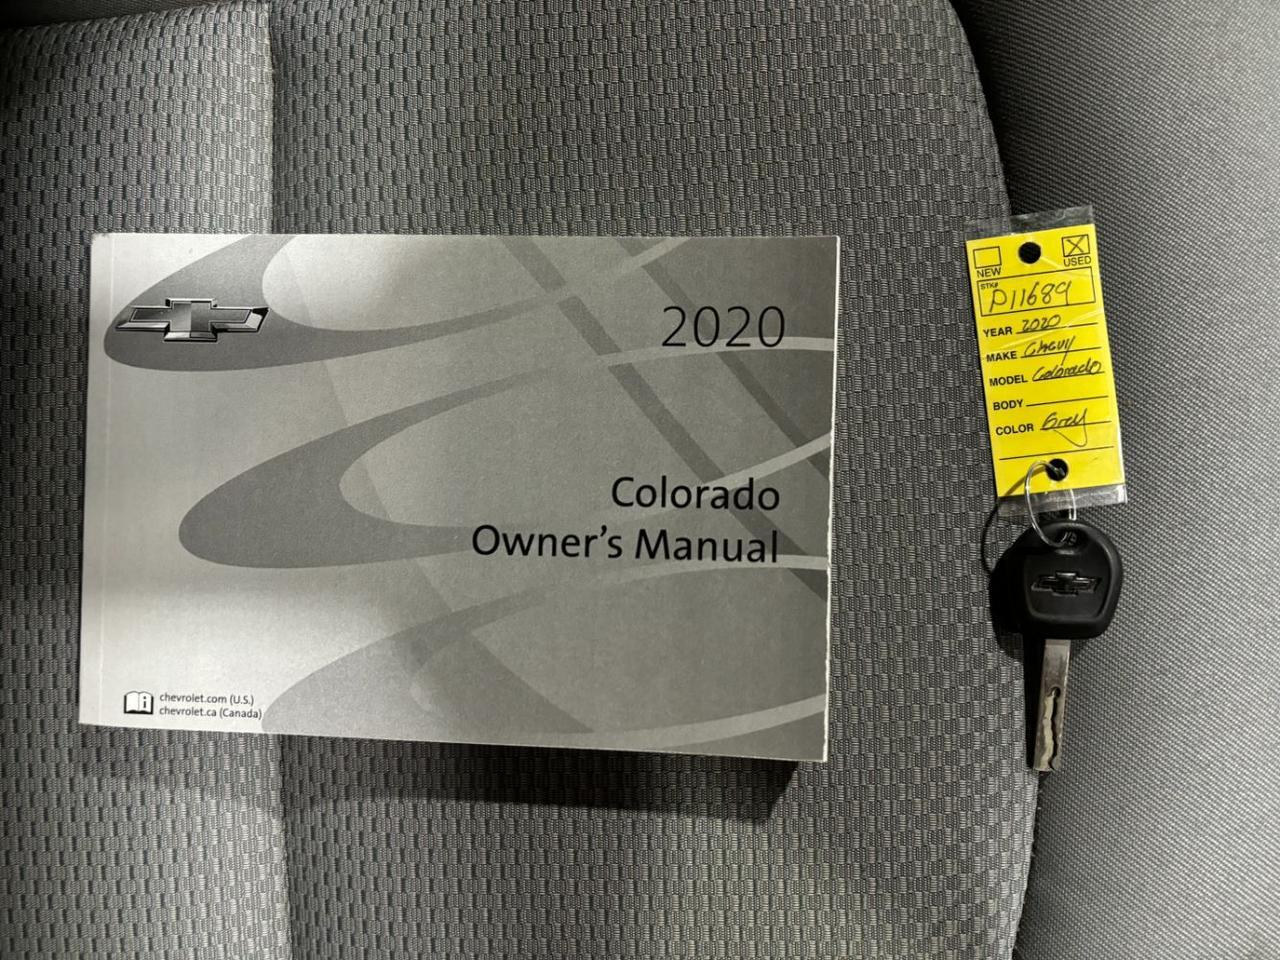 2020
Colorado
Owner's Manual
chevrolet.com (U.S.)
chevrolet.ca (Canada)
NEW
USED
STK#
P11689
YEAR 2020
MAKE Chevy
MODEL Colorado
BODY
COLOR Grey